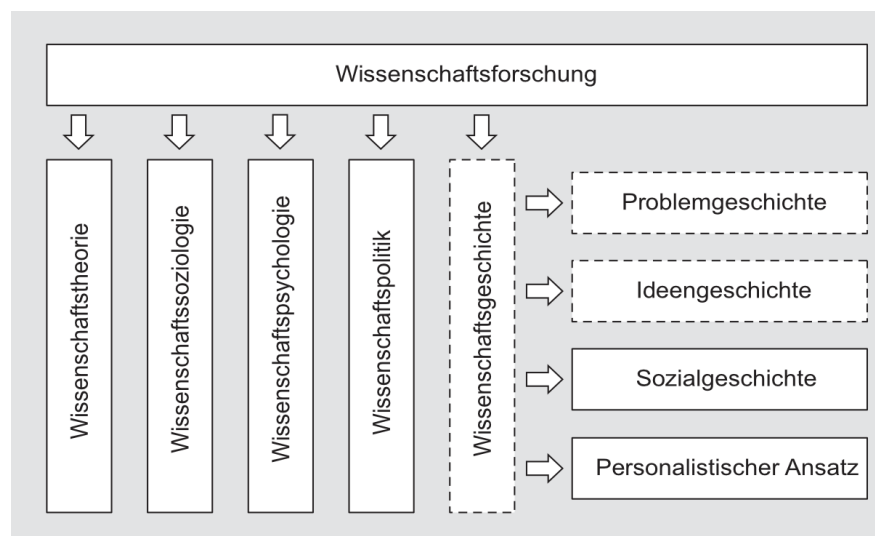 Wissenschaftsforschung
Wissenschaftstheorie
Wissenschaftssoziologie
Wissenschaftspsychologie
Wissenschaftspolitik
Wissenschaftsgeschichte
Problemgeschichte
Ideengeschichte
Sozialgeschichte
Personalistischer Ansatz